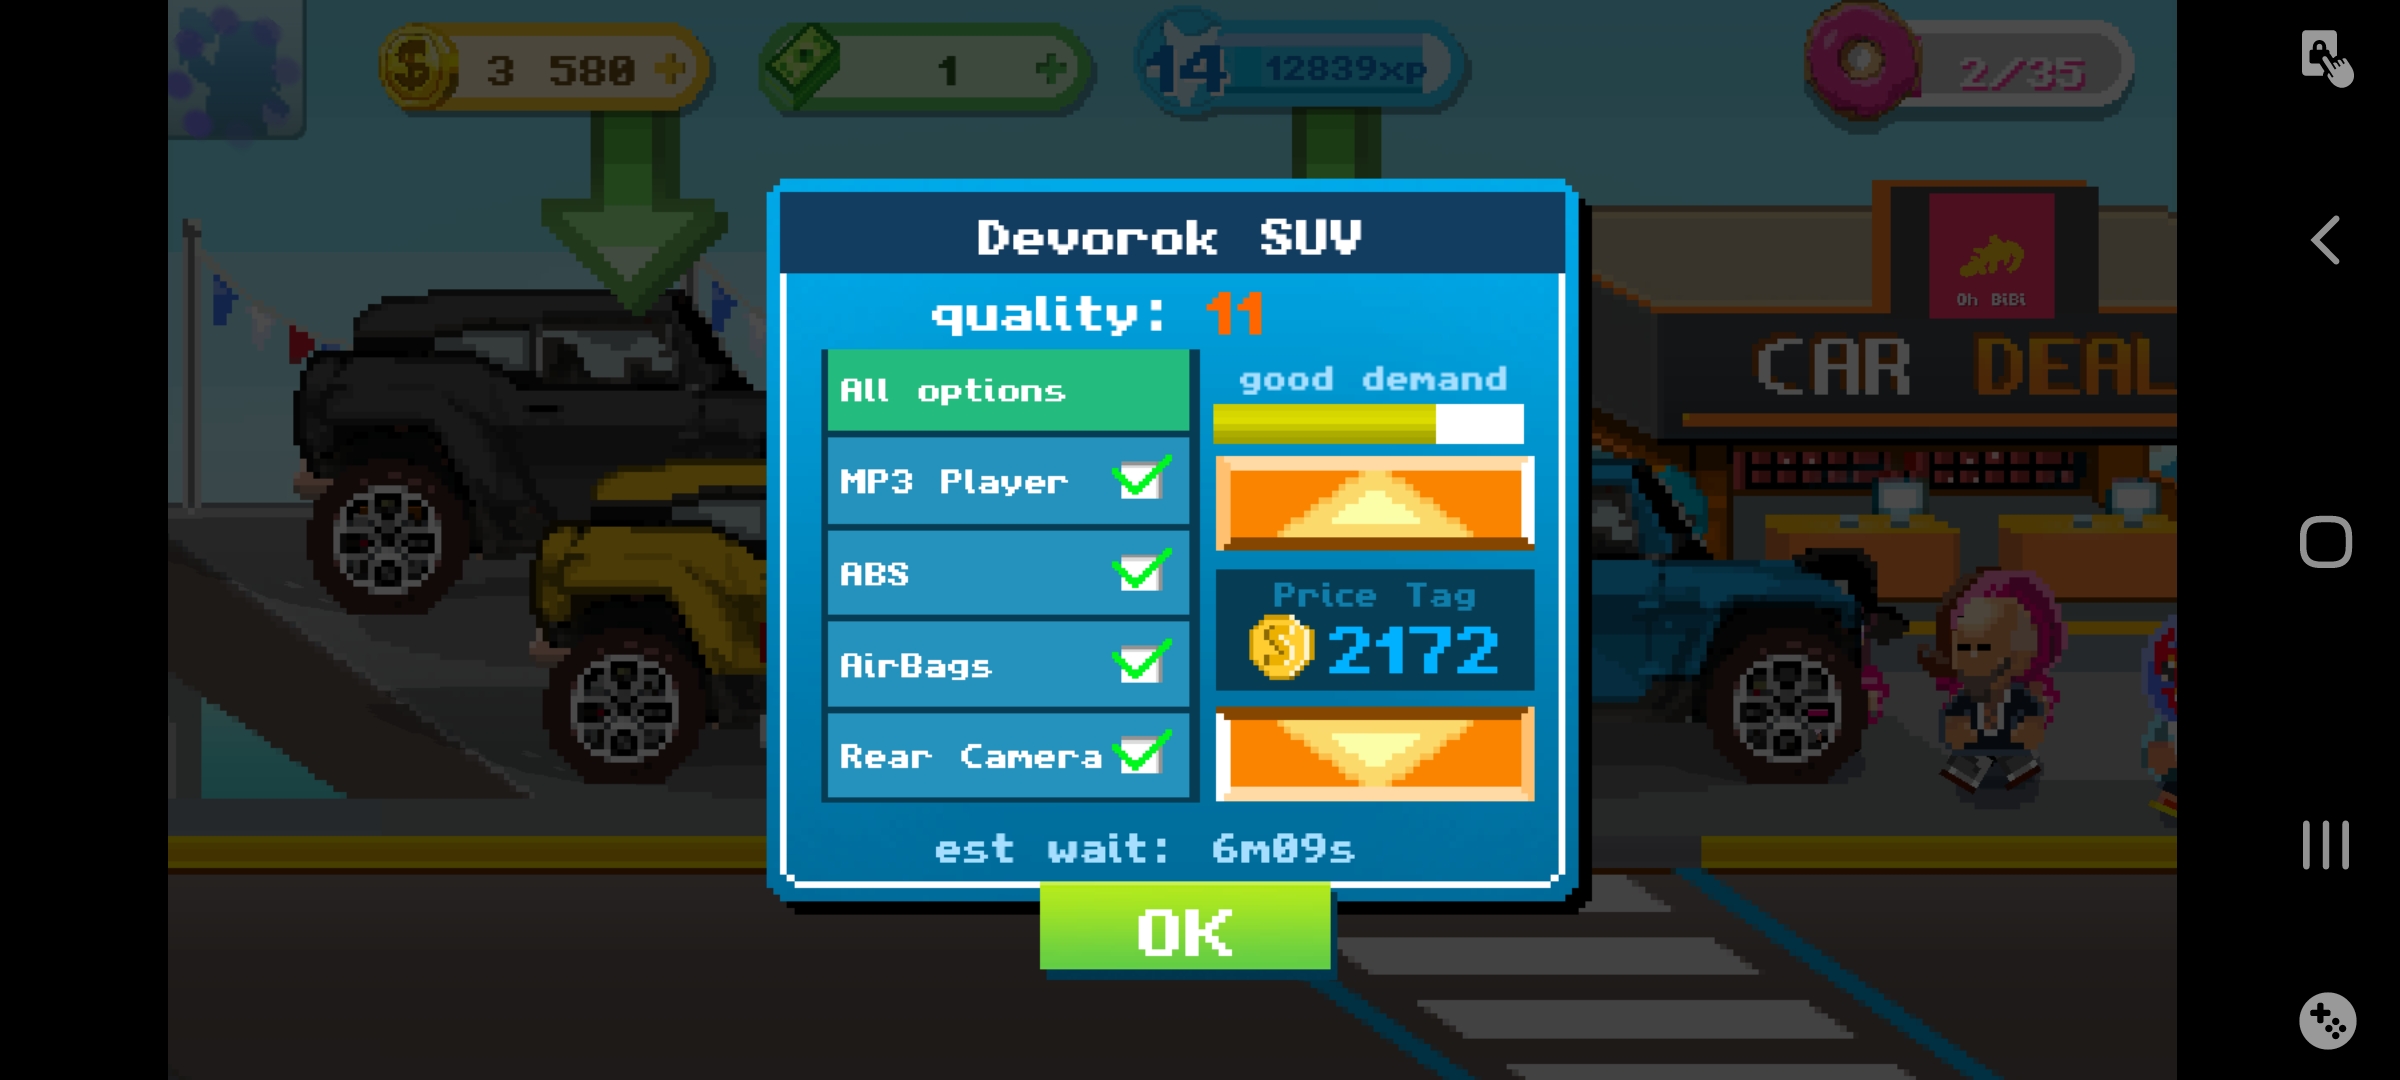 3 580
1
14
12839xp
2/35
Devorok SUV
quality: 11
All options
MP3 Player
ABS
AirBags
Rear Camera
good demand
Price Tag
2172
est wait: 6m09s
OK
Oh BiBi
CAR DEAL